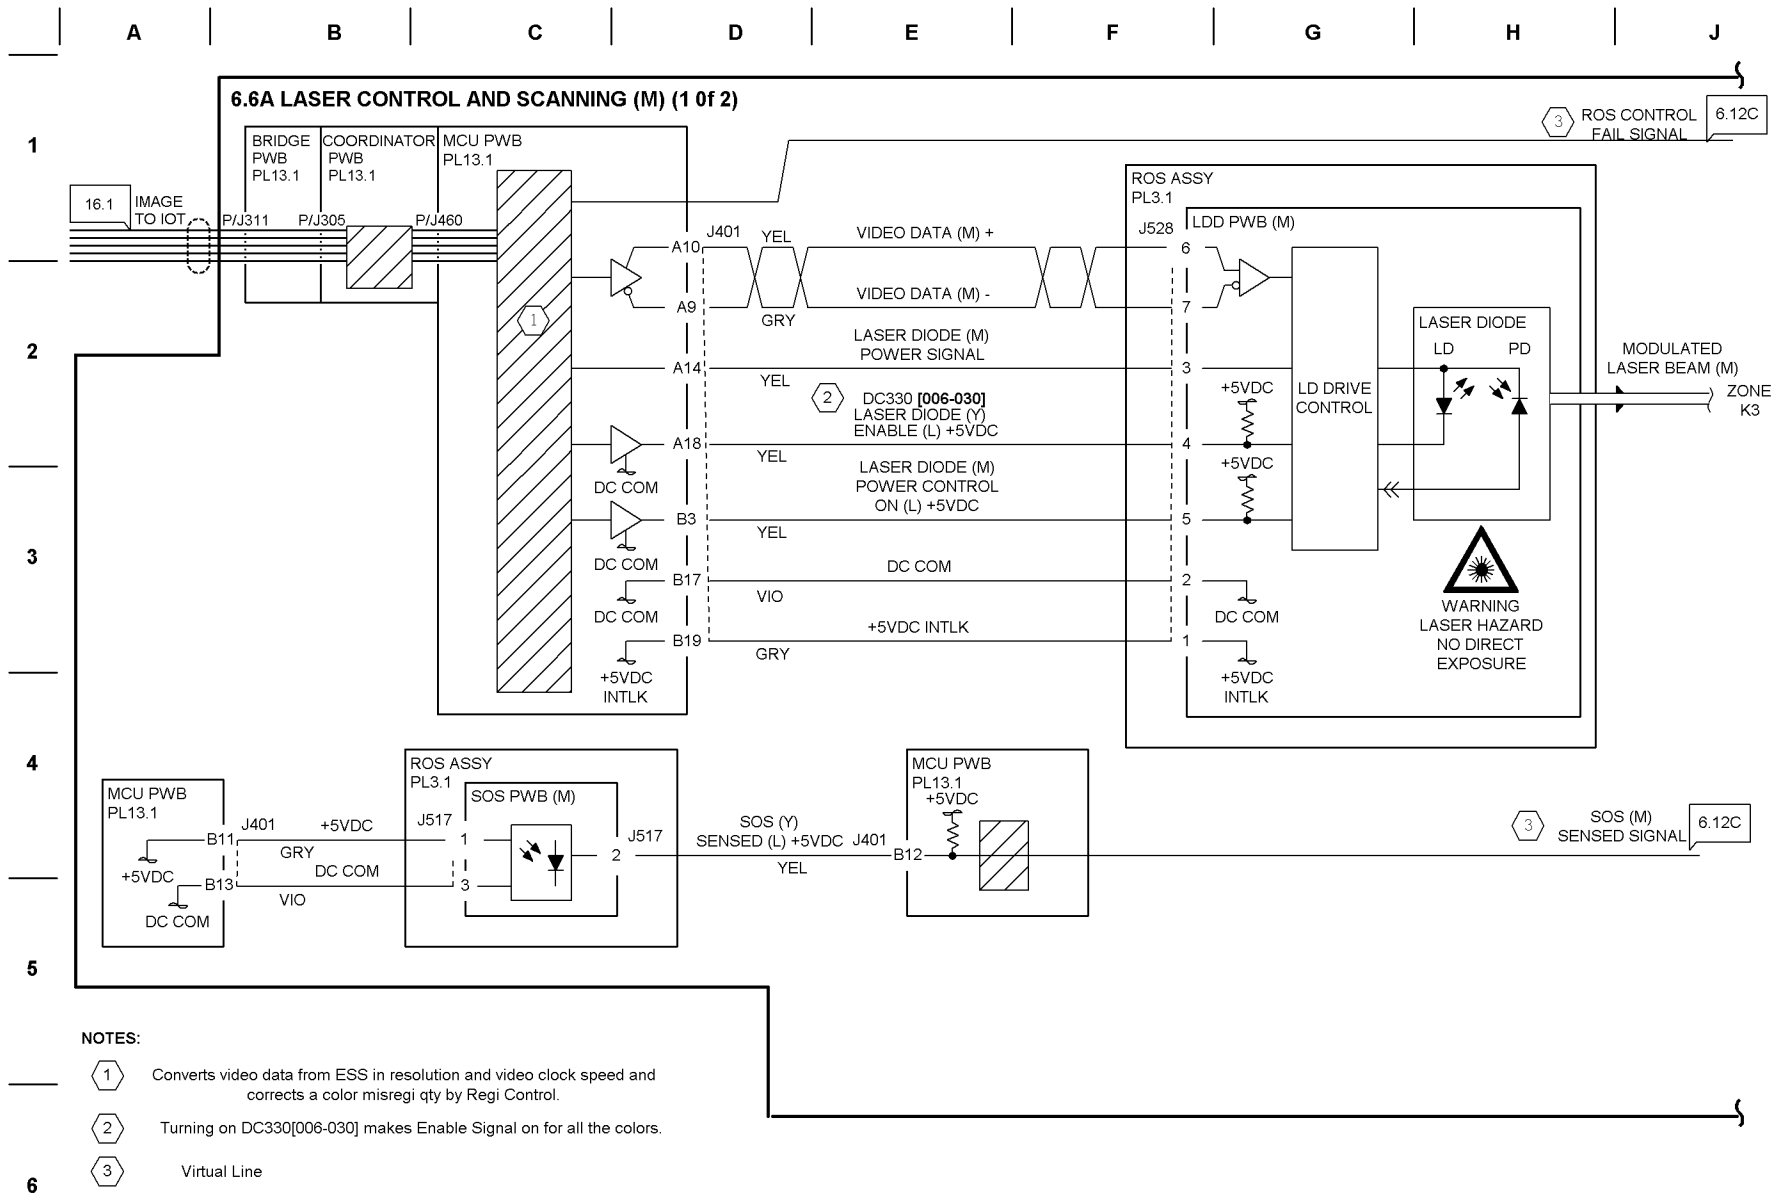 A B C D E F G H J
1
2
3
4
5
6
6.6A LASER CONTROL AND SCANNING (M) (1 0f 2)
3
ROS CONTROL
FAIL SIGNAL
6.12C
BRIDGE
PWB
PL13.1
COORDINATOR
PWB
PL13.1
MCU PWB
PL13.1
16.1
IMAGE
TO IOT
P/J311
P/J305
P/J460
1
J401
A10
YEL
VIDEO DATA (M) +
A9
GRY
VIDEO DATA (M) -
LASER DIODE (M)
POWER SIGNAL
A14
YEL
2
DC330 [006-030]
LASER DIODE (Y)
ENABLE (L) +5VDC
A18
YEL
DC COM
LASER DIODE (M)
POWER CONTROL
ON (L) +5VDC
B3
YEL
DC COM
DC COM
B17
VIO
DC COM
+5VDC INTLK
B19
GRY
+5VDC
INTLK
ROS ASSY
PL3.1
J528
LDD PWB (M)
6
7
3
4
5
2
1
+5VDC
+5VDC
DC COM
+5VDC
INTLK
LD DRIVE
CONTROL
LASER DIODE
LD
PD
MODULATED
LASER BEAM (M)
ZONE
K3
WARNING
LASER HAZARD
NO DIRECT
EXPOSURE
MCU PWB
PL13.1
+5VDC
DC COM
B11
B13
J401
+5VDC
GRY
DC COM
VIO
ROS ASSY
PL3.1
J517
SOS PWB (M)
1
3
2
J517
SOS (Y)
SENSED (L) +5VDC
YEL
J401
B12
MCU PWB
PL13.1
+5VDC
3
SOS (M)
SENSED SIGNAL
6.12C
NOTES:
1
Converts video data from ESS in resolution and video clock speed and
corrects a color misregi qty by Regi Control.
2
Turning on DC330[006-030] makes Enable Signal on for all the colors.
3
Virtual Line